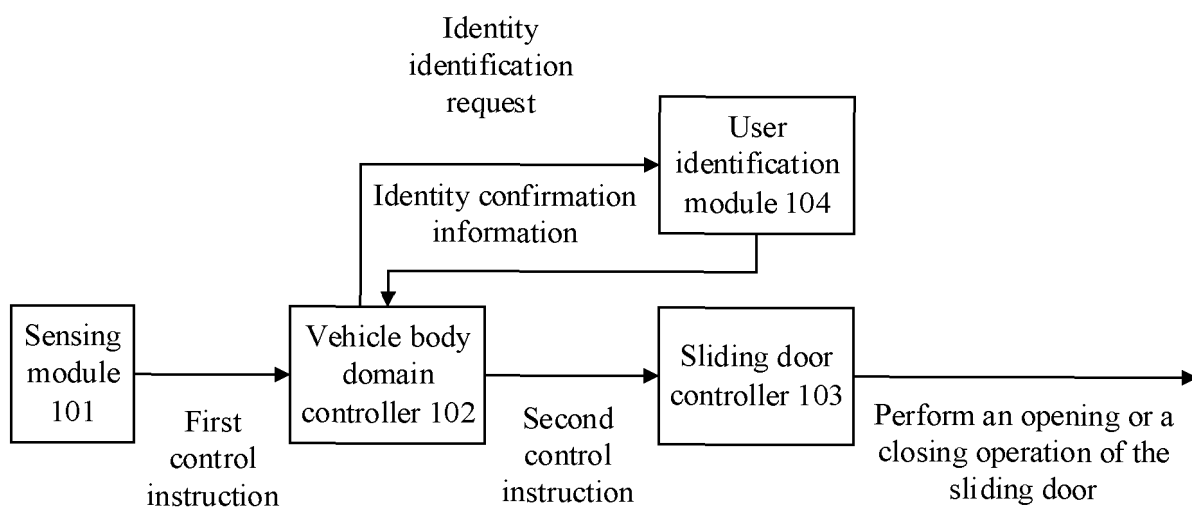 Identity
identification
request
User
identification
module 104
Identity confirmation
information
Sensing
module
101
Vehicle body
domain
controller 102
Sliding door
controller 103
First
control
instruction
Second
control
instruction
Perform an opening or a
closing operation of the
sliding door